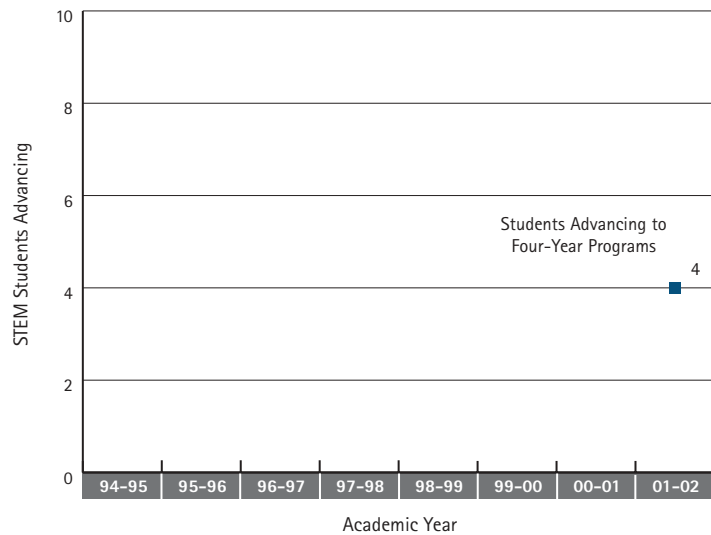 10
8
6
4
2
0
STEM Students Advancing
Students Advancing to
Four-Year Programs
4
94-95 95-96 96-97 97-98 98-99 99-00 00-01 01-02
Academic Year